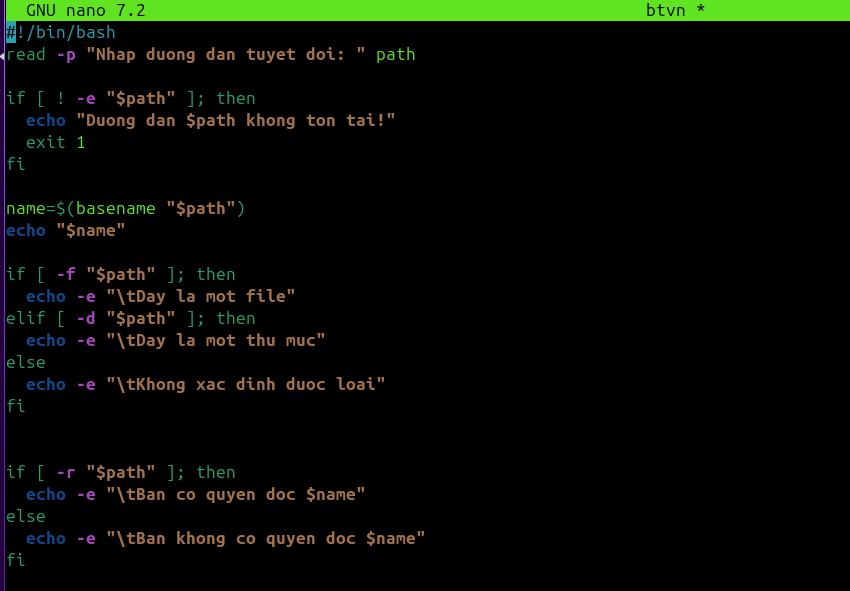 GNU nano 7.2 btvn *
#!/bin/bash
read -p "Nhap duong dan tuyet doi: " path
if [ ! -e "$path" ]; then
  echo "Duong dan $path khong ton tai!"
  exit 1
fi
name=$(basename "$path")
echo "$name"
if [ -f "$path" ]; then
  echo -e "\tDay la mot file"
elif [ -d "$path" ]; then
  echo -e "\tDay la mot thu muc"
else
  echo -e "\tKhong xac dinh duoc loai"
fi
if [ -r "$path" ]; then
  echo -e "\tBan co quyen doc $name"
else
  echo -e "\tBan khong co quyen doc $name"
fi